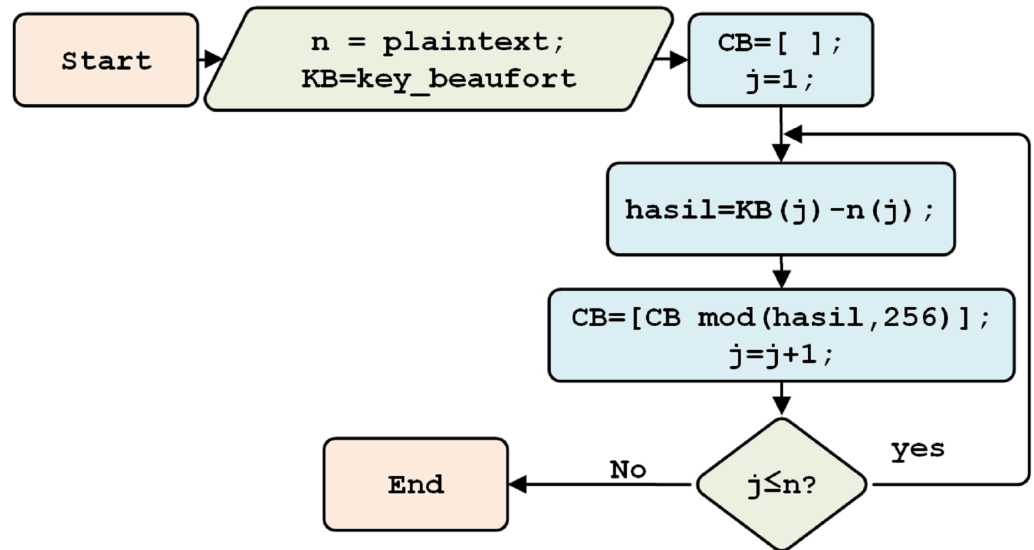 Start
n = plaintext;
KB=key_beaufort
CB=[ ];
j=1;
hasil=KB(j)-n(j);
CB=[CB mod(hasil,256)];
j=j+1;
j≤n?
yes
No
End